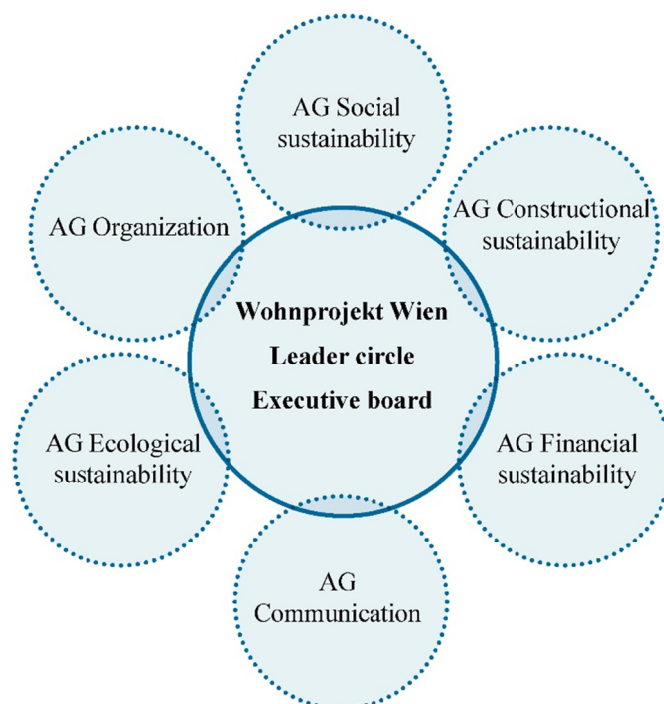 AG Social
sustainability
AG Organization
AG Constructional
sustainability
Wohnprojekt Wien
Leader circle
Executive board
AG Ecological
sustainability
AG Financial
sustainability
AG
Communication